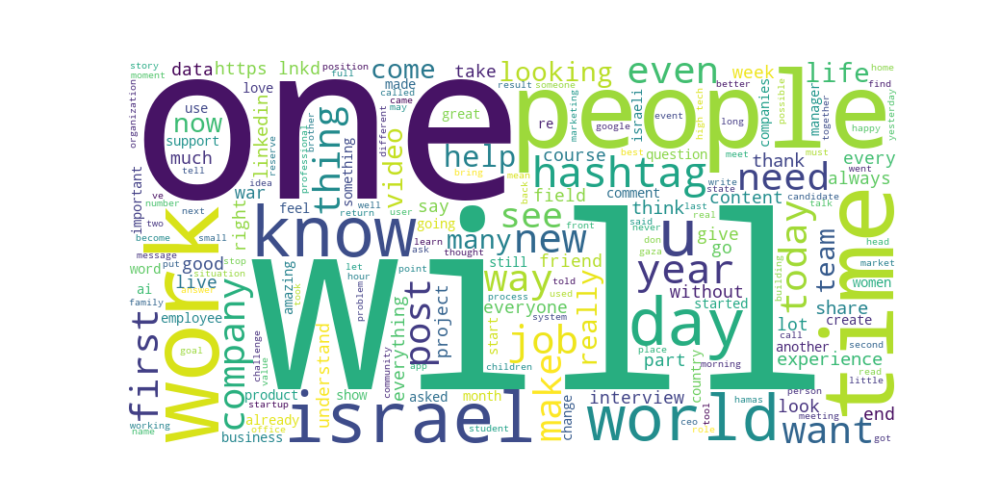 story
moment
data
https
lnkd
position
full
come
made
take
looking
result
someone
even
better
week
life
home
find
organization
love
called
came
may
one
people
use
now
support
much
tell
linkedin
reserve
professional
brother
thing
something
different
video
great
help
re
google
marketing
event
israeli
high tech
long
companies
possible
manager
together
happy
yesterday
course
best
question
meet
must
every
went
always
hashtag
need
thank
important
ve
number
idea
two
next
war
right
feel
well
return
user
say
going
see
mean
bring
back
field
comment
think
last
write
state
content
candidate
talk
head
work
become
small
message
put
word
good
live
stop
situation
answer
know
learn
ask
thought
many
new
front
said
never
real
give
go
u
year
today
team
market
women
time
ai
family
employee
goal
first
company
amazing
took
let
hour
problem
point
still
way
friend
told
used
everyone
process
system
start
don
gaza
without
started
building
call
lot
share
create
second
another
experience
challenge
value
understand
community
everything
app
post
project
will
children
job
really
place
day
part
country
morning
read
little
working
name
product
startup
business
already
office
show
israel
asked
month
student
make
change
interview
world
ceo
tool
role
hamas
person
look
meeting
want
end
got